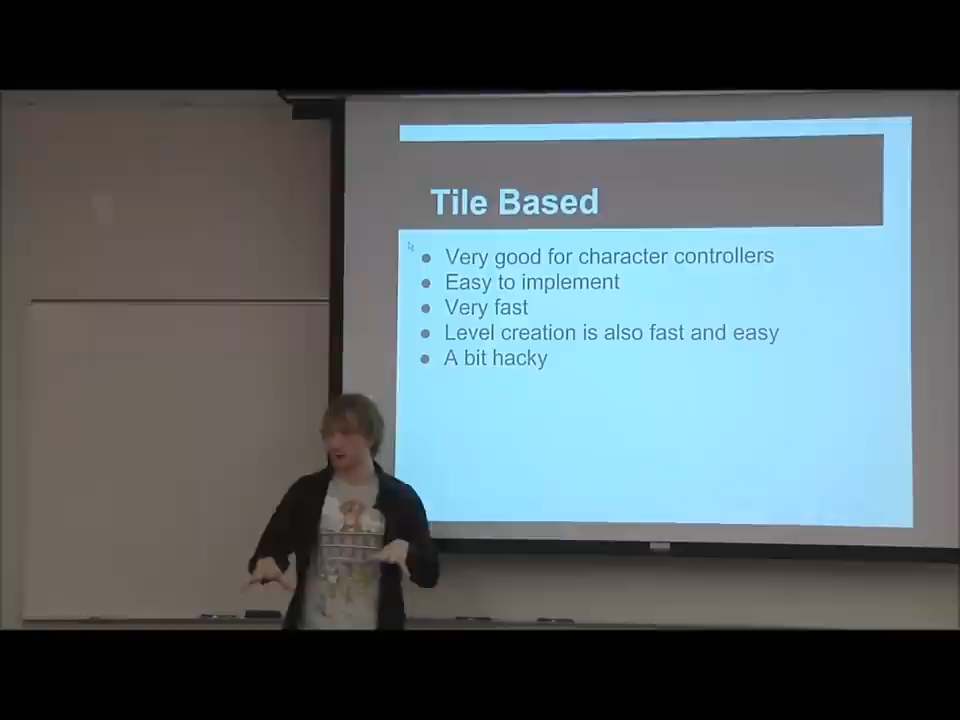 Tile Based
Very good for character controllers
Easy to implement
Very fast
Level creation is also fast and easy
A bit hacky